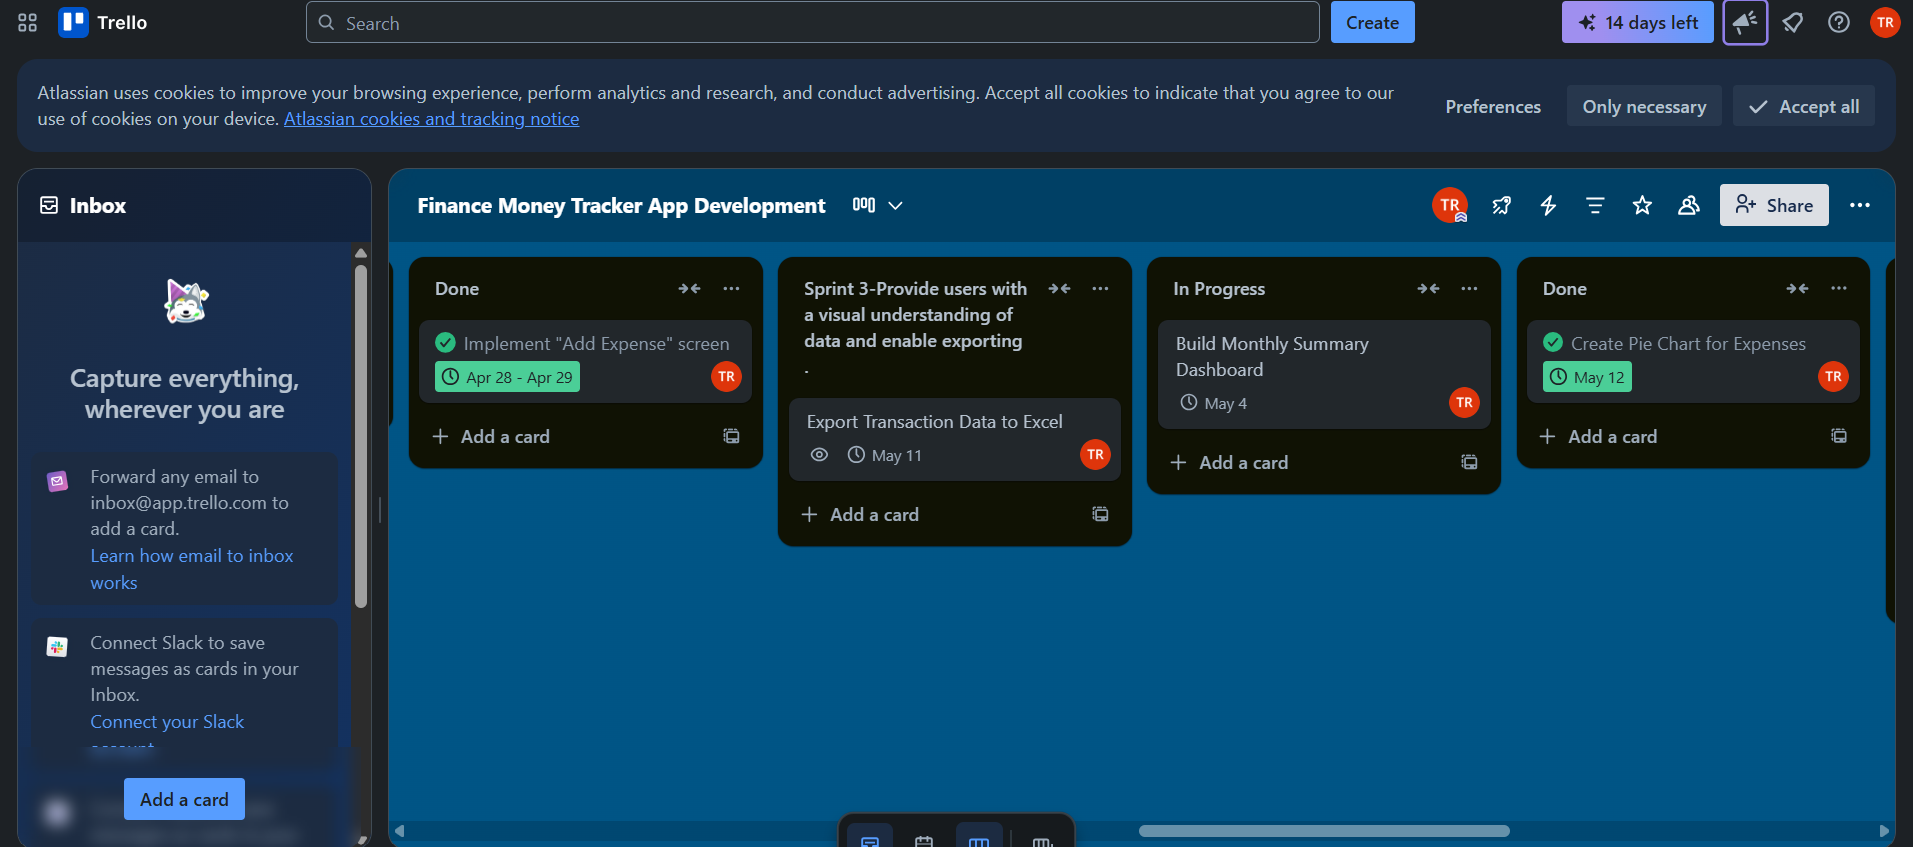 Trello
Search
Create
14 days left
TR
Atlassian uses cookies to improve your browsing experience, perform analytics and research, and conduct advertising. Accept all cookies to indicate that you agree to our
use of cookies on your device. Atlassian cookies and tracking notice
Preferences
Only necessary
Accept all
Inbox
Capture everything,
wherever you are
Forward any email to
inbox@app.trello.com to
add a card.
Learn how email to inbox
works
Connect Slack to save
messages as cards in your
Inbox.
Connect your Slack
account
Add a card
Finance Money Tracker App Development
TR
Share
Done
Implement "Add Expense" screen
Apr 28 - Apr 29
TR
Add a card
Sprint 3-Provide users with
a visual understanding of
data and enable exporting
.
Export Transaction Data to Excel
May 11
TR
Add a card
In Progress
Build Monthly Summary
Dashboard
May 4
TR
Add a card
Done
Create Pie Chart for Expenses
May 12
TR
Add a card